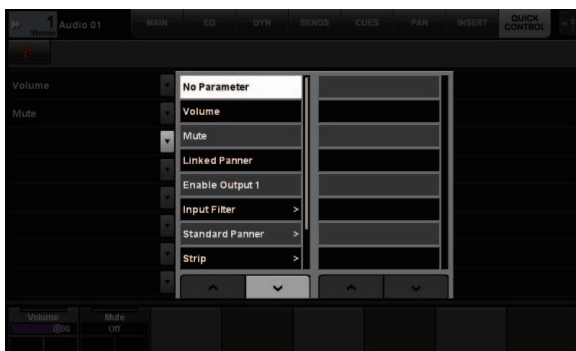 1 Audio 01 MAIN EQ DYN SENDS CUES PAN INSERT QUICK CONTROL
Stereo
Volume
Mute
No Parameter
Volume
Mute
Linked Panner
Enable Output 1
Input Filter >
Standard Panner >
Strip >
Volume Mute
0.00 Off